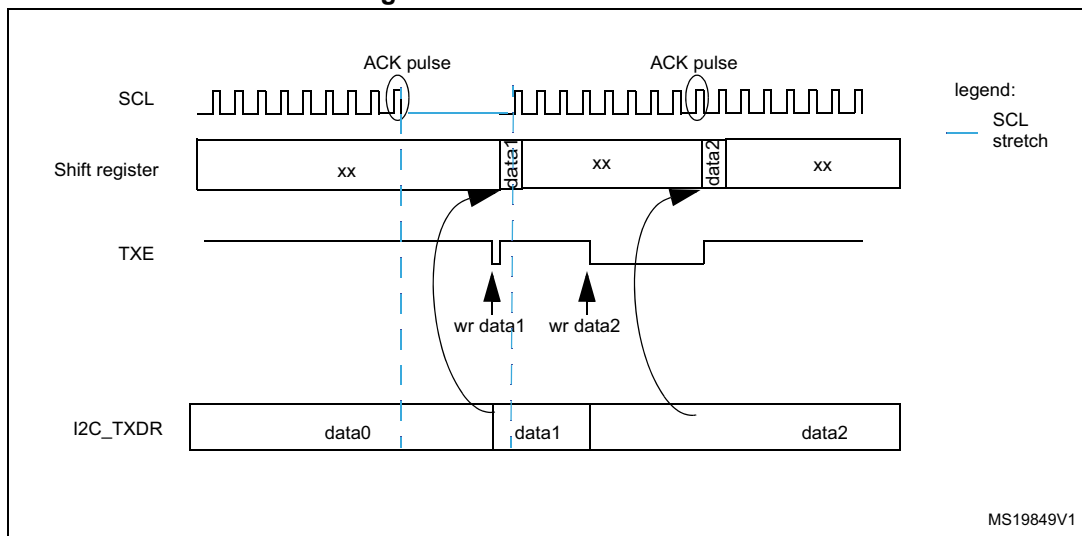 ACK pulse ACK pulse
SCL
legend:
SCL
stretch
Shift register
xx
data1
xx
data2
xx
TXE
wr data1 wr data2
I2C_TXDR
data0
data1
data2
MS19849V1